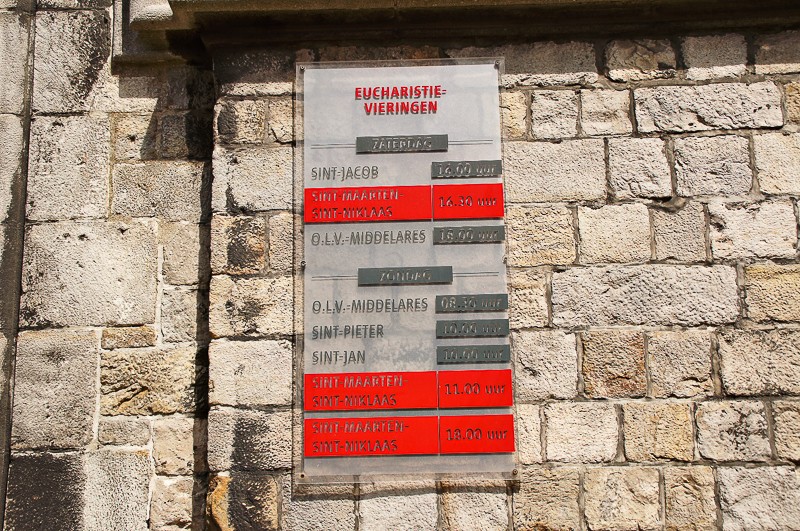 EUCHARISTIE-
VIERINGEN
ZATERDAG
SINT-JACOB 16.00 uur
SINT-MAARTEN-
SINT-NIKLAAS 16.30 uur
O.L.V.-MIDDELARES 18.00 uur
ZONDAG
O.L.V.-MIDDELARES 08.30 uur
SINT-PIETER 10.00 uur
SINT-JAN 10.00 uur
SINT-MAARTEN-
SINT-NIKLAAS 11.00 uur
SINT-MAARTEN-
SINT-NIKLAAS 18.00 uur